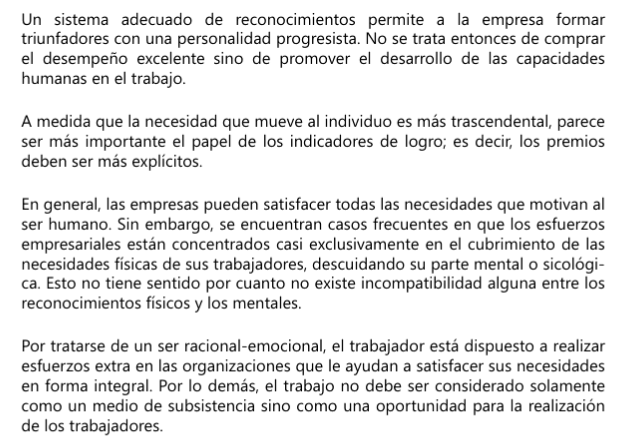 Un sistema adecuado de reconocimientos permite a la empresa formar
triunfadores con una personalidad progresista. No se trata entonces de comprar
el desempeño excelente sino de promover el desarrollo de las capacidades
humanas en el trabajo.
A medida que la necesidad que mueve al individuo es más trascendental, parece
ser más importante el papel de los indicadores de logro; es decir, los premios
deben ser más explícitos.
En general, las empresas pueden satisfacer todas las necesidades que motivan al
ser humano. Sin embargo, se encuentran casos frecuentes en que los esfuerzos
empresariales están concentrados casi exclusivamente en el cubrimiento de las
necesidades físicas de sus trabajadores, descuidando su parte mental o sicológi-
ca. Esto no tiene sentido por cuanto no existe incompatibilidad alguna entre los
reconocimientos físicos y los mentales.
Por tratarse de un ser racional-emocional, el trabajador está dispuesto a realizar
esfuerzos extra en las organizaciones que le ayudan a satisfacer sus necesidades
en forma integral. Por lo demás, el trabajo no debe ser considerado solamente
como un medio de subsistencia sino como una oportunidad para la realización
de los trabajadores.